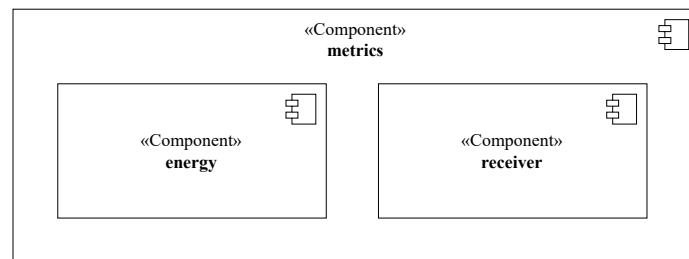 «Component»
metrics
«Component»
energy
«Component»
receiver